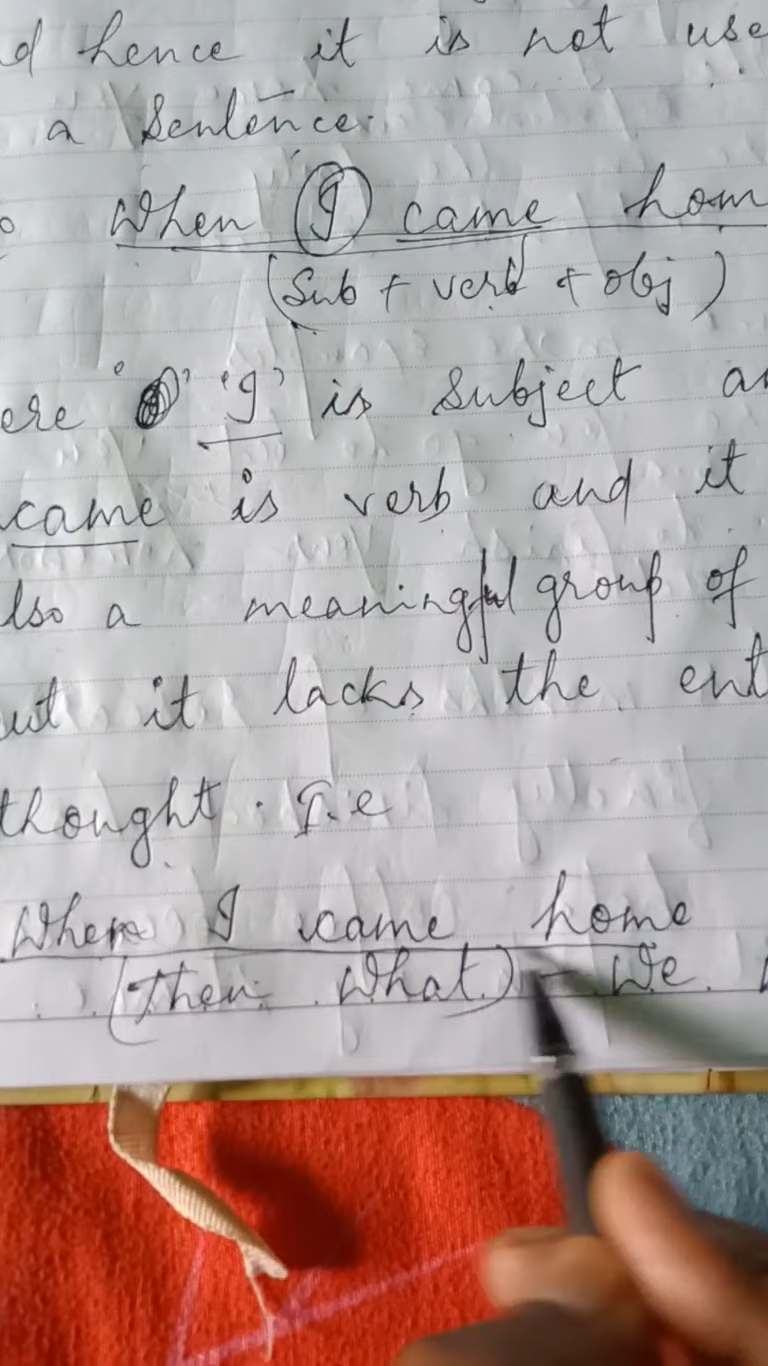 d hence it is not use
a sentence.
When I came hom
(Sub + verb + obj)
ere ' ' 'I' is subject an
came is verb and it
lso a meaningful group of
ut it lacks the ent
thought. I.e
When I came home
(Then what) - We